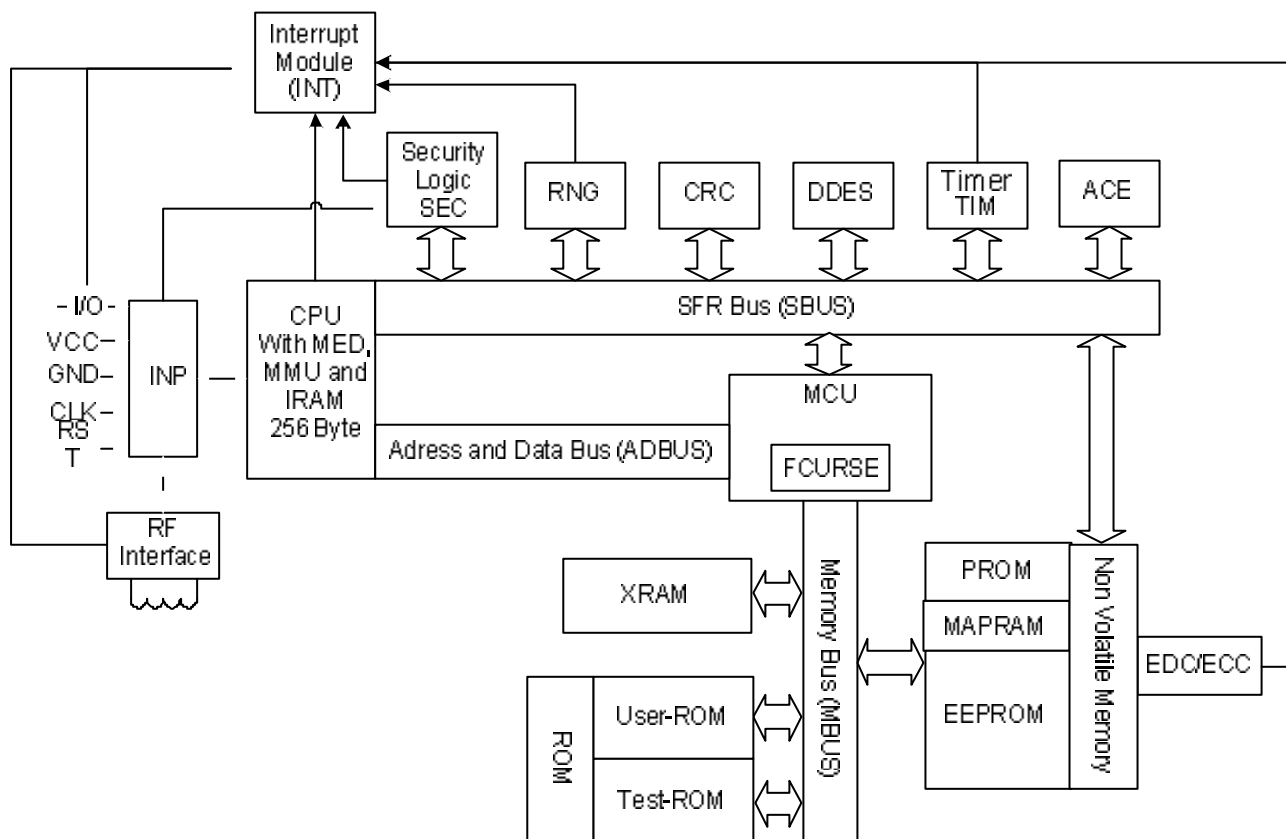 Interrupt
Module
(INT)
Security
Logic
SEC
RNG
CRC
DDES
Timer
TIM
ACE
I/O
VCC
GND
CLK
RS
T
INP
CPU
With MED,
MMU and
IRAM
256 Byte
SFR Bus (SBUS)
MCU
FCURSE
Adress and Data Bus (ADBUS)
RF
Interface
XRAM
Memory Bus (MBUS)
PROM
MAPRAM
EEPROM
Non Volatile Memory
EDC/ECC
ROM
User-ROM
Test-ROM